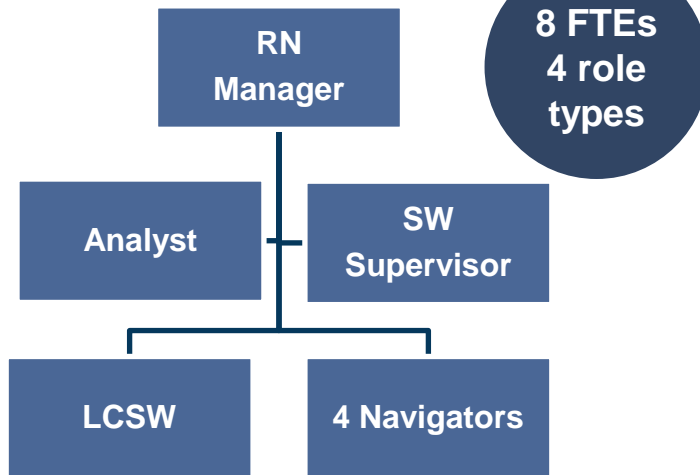 RN
Manager
8 FTEs
4 role
types
Analyst
SW
Supervisor
LCSW
4 Navigators